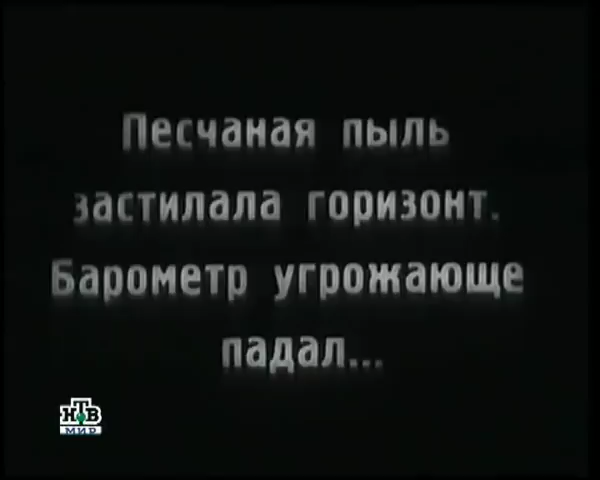 Песчаная пыль
застилала горизонт.
Барометр угрожающе
падал...
НТВ
МИР